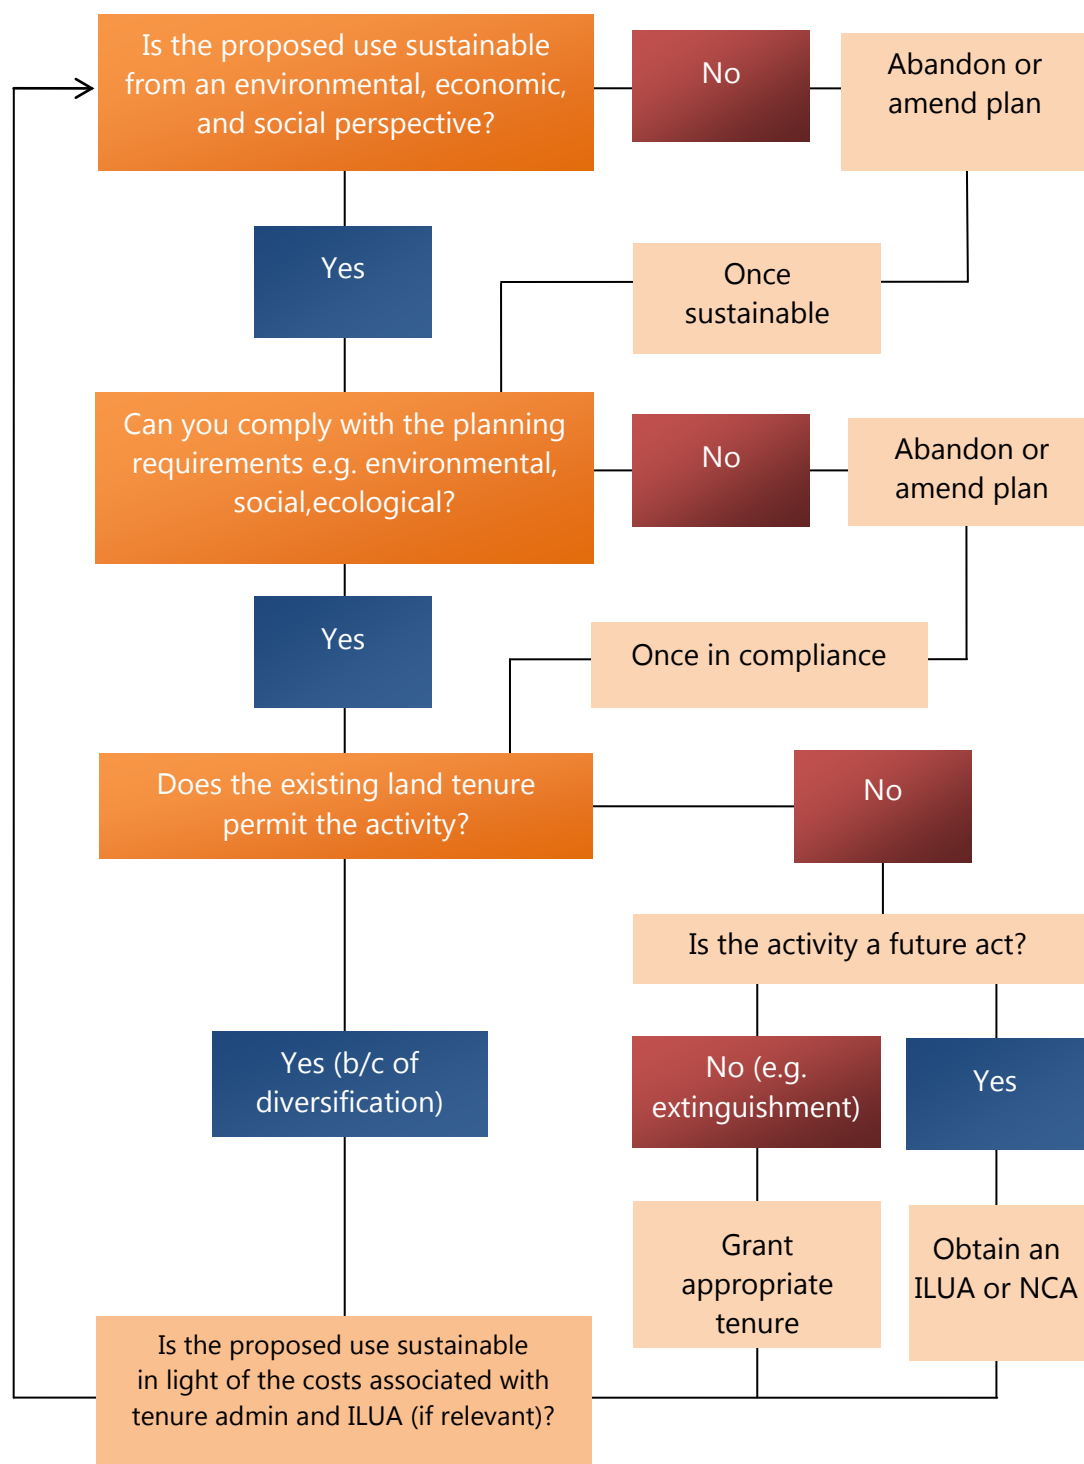 Is the proposed use sustainable
from an environmental, economic,
and social perspective?
No
Abandon or
amend plan
Yes
Once
sustainable
Can you comply with the planning
requirements e.g. environmental,
social,ecological?
No
Abandon or
amend plan
Yes
Once in compliance
Does the existing land tenure
permit the activity?
No
Is the activity a future act?
Yes (b/c of
diversification)
No (e.g.
extinguishment)
Yes
Grant
appropriate
tenure
Obtain an
ILUA or NCA
Is the proposed use sustainable
in light of the costs associated with
tenure admin and ILUA (if relevant)?